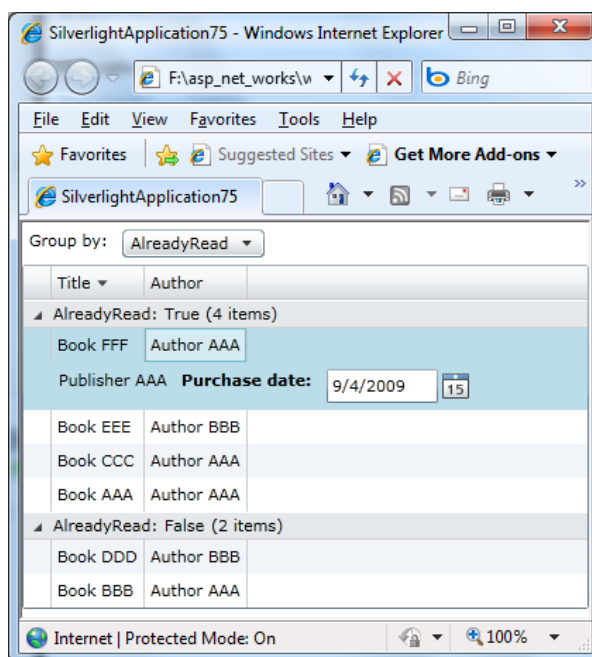 SilverlightApplication75 - Windows Internet Explorer
F:\asp_net_works\w
Bing
File Edit View Favorites Tools Help
Favorites Suggested Sites Get More Add-ons
SilverlightApplication75 »
Group by: AlreadyRead
Title Author
AlreadyRead: True (4 items)
Book FFF Author AAA
Publisher AAA Purchase date: 9/4/2009 15
Book EEE Author BBB
Book CCC Author AAA
Book AAA Author AAA
AlreadyRead: False (2 items)
Book DDD Author BBB
Book BBB Author AAA
Internet | Protected Mode: On 100%